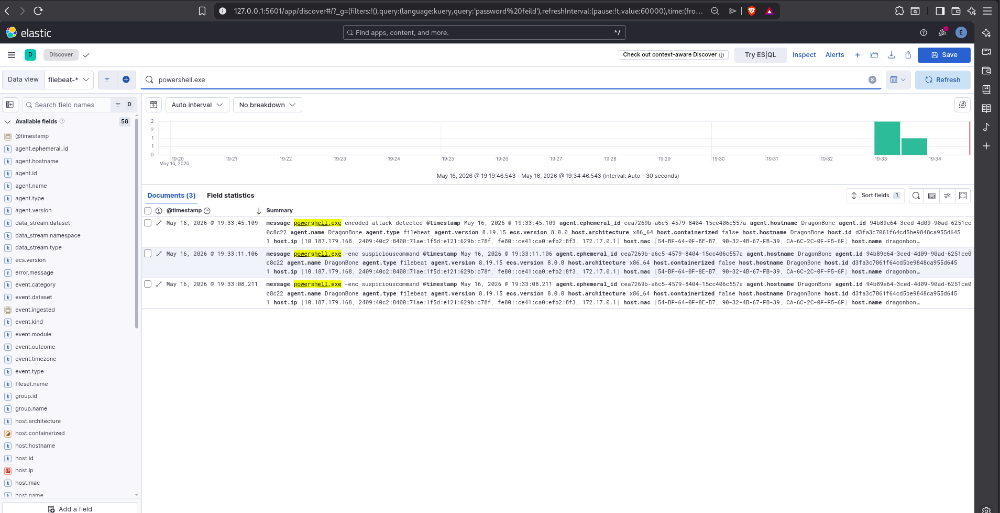 127.0.0.1:5601/app/discover#/?_g=(filters:!(),query:(language:kuery,query:'password%20feild'),refreshInterval:(pause:!t,value:60000),time:(fro...
elastic
Find apps, content, and more.
^/
E
D
Discover
Check out context-aware Discover
Try ES|QL
Inspect
Alerts
Save
Data view
filebeat-*
powershell.exe
Refresh
Search field names
0
Auto interval
No breakdown
Available fields
58
@timestamp
agent.ephemeral_id
agent.hostname
agent.id
agent.name
agent.type
agent.version
data_stream.dataset
data_stream.namespace
data_stream.type
ecs.version
error.message
event.category
event.dataset
event.ingested
event.kind
event.module
event.outcome
event.timezone
event.type
fileset.name
group.id
group.name
host.architecture
host.containerized
host.hostname
host.id
host.ip
host.mac
host.name
Add a field
2
2
1
1
0
19:20 19:21 19:22 19:23 19:24 19:25 19:26 19:27 19:28 19:29 19:30 19:31 19:32 19:33 19:34
May 16, 2026
May 16, 2026 @ 19:19:46.543 - May 16, 2026 @ 19:34:46.543 (interval: Auto - 30 seconds)
Documents (3)
Field statistics
Sort fields 1
@timestamp
Summary
May 16, 2026 @ 19:33:45.109 message powershell.exe encoded attack detected @timestamp May 16, 2026 @ 19:33:45.109 agent.ephemeral_id cea7269b-a6c5-4579-8404-15cc406c557a agent.hostname DragonBone agent.id 94b89e64-3ced-4d09-90ad-6251ce
0c8c22 agent.name DragonBone agent.type filebeat agent.version 8.19.15 ecs.version 8.0.0 host.architecture x86_64 host.containerized false host.hostname DragonBone host.id d3fa3c7061f64cd5be9848ca955d645
1 host.ip [10.187.179.168, 2409:40c2:8400:71ae:1f5d:e121:629b:c78f, fe80::ce41:ca0:efb2:8f3, 172.17.0.1] host.mac [54-BF-64-0F-8E-B7, 90-32-4B-67-FB-39, CA-6C-2C-0F-F5-6F] host.name dragonbon…
May 16, 2026 @ 19:33:11.106 message powershell.exe -enc suspiciouscommand @timestamp May 16, 2026 @ 19:33:11.106 agent.ephemeral_id cea7269b-a6c5-4579-8404-15cc406c557a agent.hostname DragonBone agent.id 94b89e64-3ced-4d09-90ad-6251ce0
c8c22 agent.name DragonBone agent.type filebeat agent.version 8.19.15 ecs.version 8.0.0 host.architecture x86_64 host.containerized false host.hostname DragonBone host.id d3fa3c7061f64cd5be9848ca955d645
1 host.ip [10.187.179.168, 2409:40c2:8400:71ae:1f5d:e121:629b:c78f, fe80::ce41:ca0:efb2:8f3, 172.17.0.1] host.mac [54-BF-64-0F-8E-B7, 90-32-4B-67-FB-39, CA-6C-2C-0F-F5-6F] host.name dragonbon…
May 16, 2026 @ 19:33:08.211 message powershell.exe -enc suspiciouscommand @timestamp May 16, 2026 @ 19:33:08.211 agent.ephemeral_id cea7269b-a6c5-4579-8404-15cc406c557a agent.hostname DragonBone agent.id 94b89e64-3ced-4d09-90ad-6251ce0
c8c22 agent.name DragonBone agent.type filebeat agent.version 8.19.15 ecs.version 8.0.0 host.architecture x86_64 host.containerized false host.hostname DragonBone host.id d3fa3c7061f64cd5be9848ca955d645
1 host.ip [10.187.179.168, 2409:40c2:8400:71ae:1f5d:e121:629b:c78f, fe80::ce41:ca0:efb2:8f3, 172.17.0.1] host.mac [54-BF-64-0F-8E-B7, 90-32-4B-67-FB-39, CA-6C-2C-0F-F5-6F] host.name dragonbon…